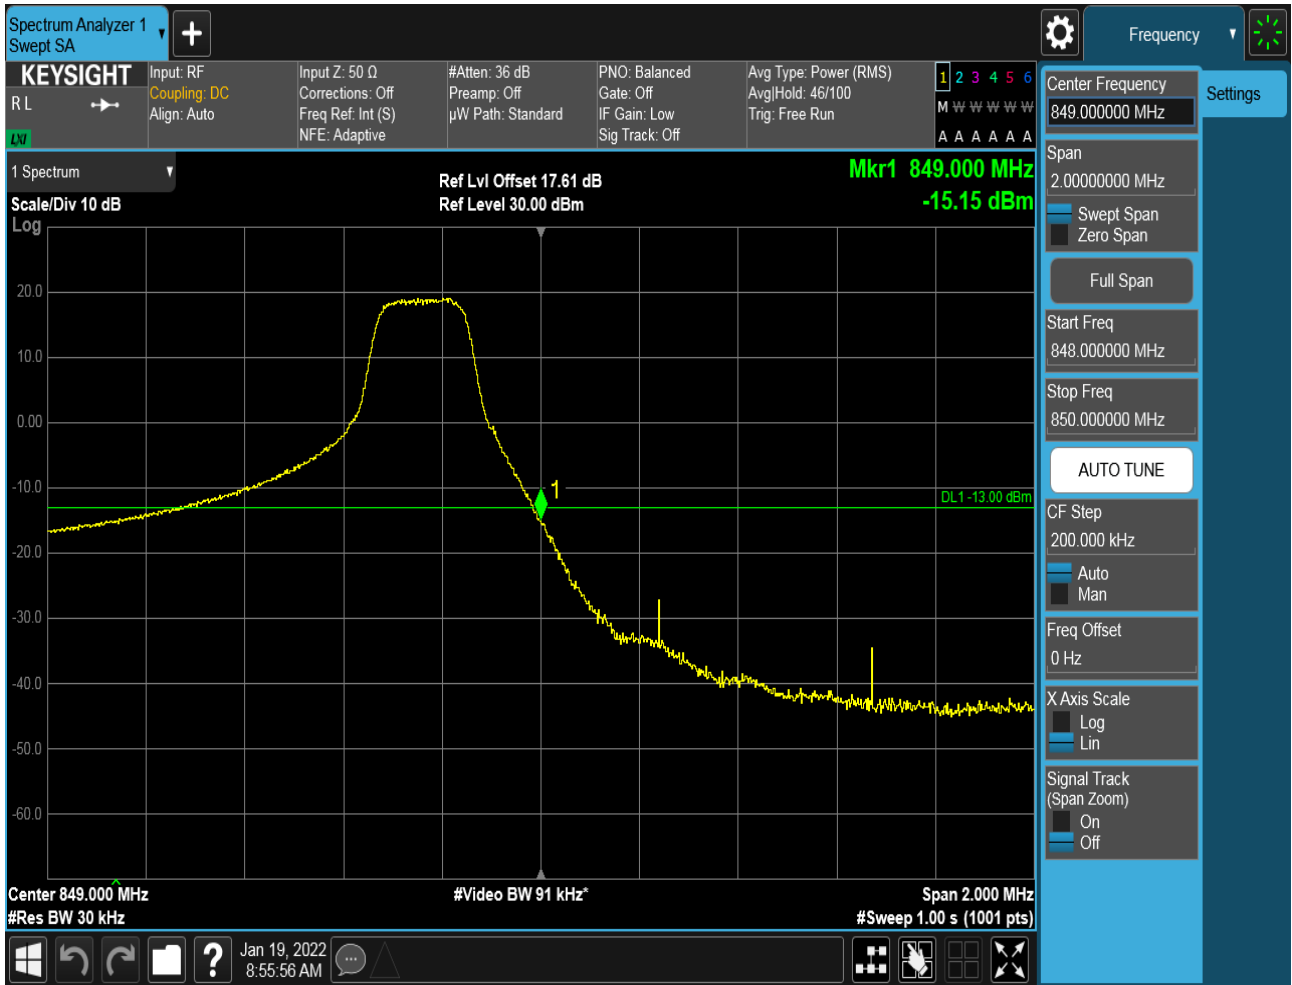 Spectrum Analyzer 1
Swept SA
Frequency
KEYSIGHT
R L
LXI
Input: RF
Coupling: DC
Align: Auto
Input Z: 50 Ω
Corrections: Off
Freq Ref: Int (S)
NFE: Adaptive
#Atten: 36 dB
Preamp: Off
µW Path: Standard
PNO: Balanced
Gate: Off
IF Gain: Low
Sig Track: Off
Avg Type: Power (RMS)
Avg|Hold: 46/100
Trig: Free Run
1 2 3 4 5 6
M W W W W W
A A A A A A
1 Spectrum
Scale/Div 10 dB
Log
Ref Lvl Offset 17.61 dB
Ref Level 30.00 dBm
Mkr1 849.000 MHz
-15.15 dBm
20.0
10.0
0.00
-10.0
-20.0
-30.0
-40.0
-50.0
-60.0
1
DL1 -13.00 dBm
Center 849.000 MHz
#Res BW 30 kHz
#Video BW 91 kHz*
Span 2.000 MHz
#Sweep 1.00 s (1001 pts)
?
Jan 19, 2022
8:55:56 AM
Center Frequency
849.000000 MHz
Settings
Span
2.00000000 MHz
Swept Span
Zero Span
Full Span
Start Freq
848.000000 MHz
Stop Freq
850.000000 MHz
AUTO TUNE
CF Step
200.000 kHz
Auto
Man
Freq Offset
0 Hz
X Axis Scale
Log
Lin
Signal Track
(Span Zoom)
On
Off